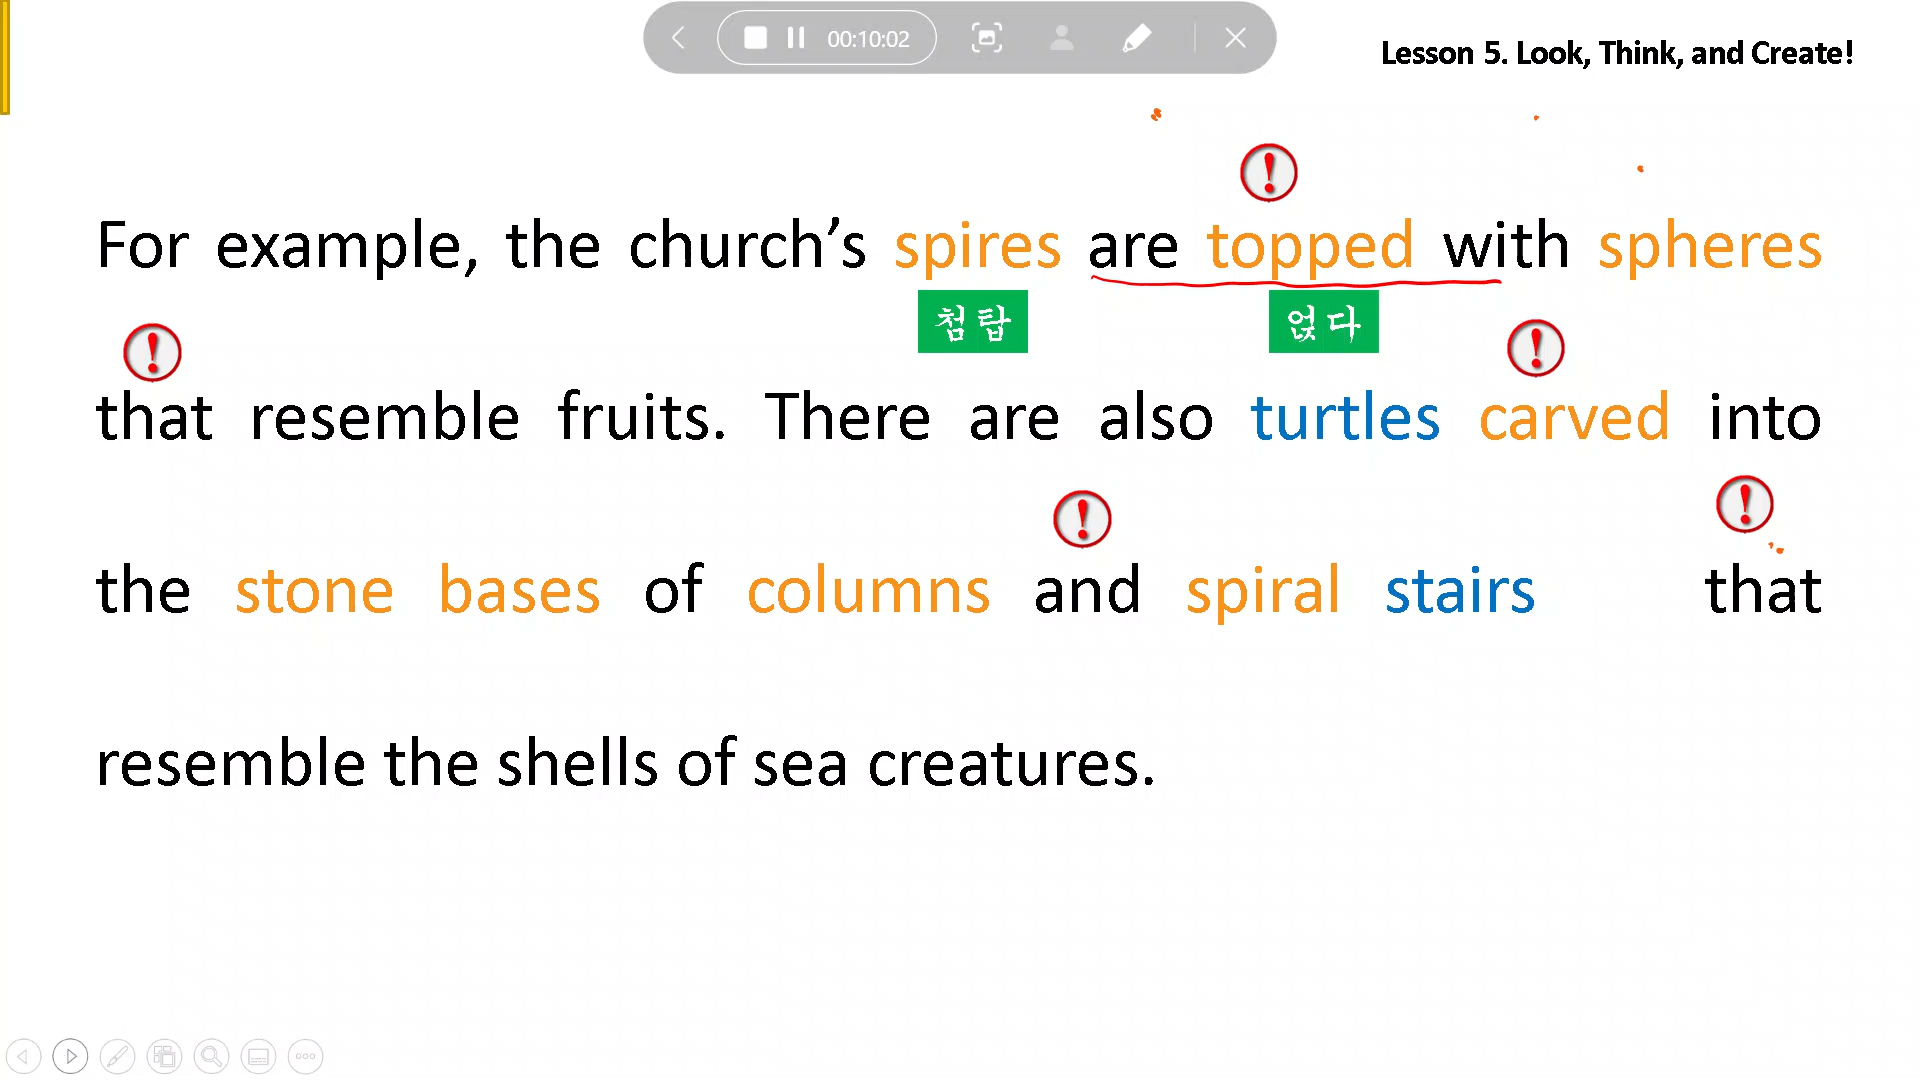 00:10:02
Lesson 5. Look, Think, and Create!
For example, the church’s spires are topped with spheres
첨탑 얹다
that resemble fruits. There are also turtles carved into
the stone bases of columns and spiral stairs that
resemble the shells of sea creatures.